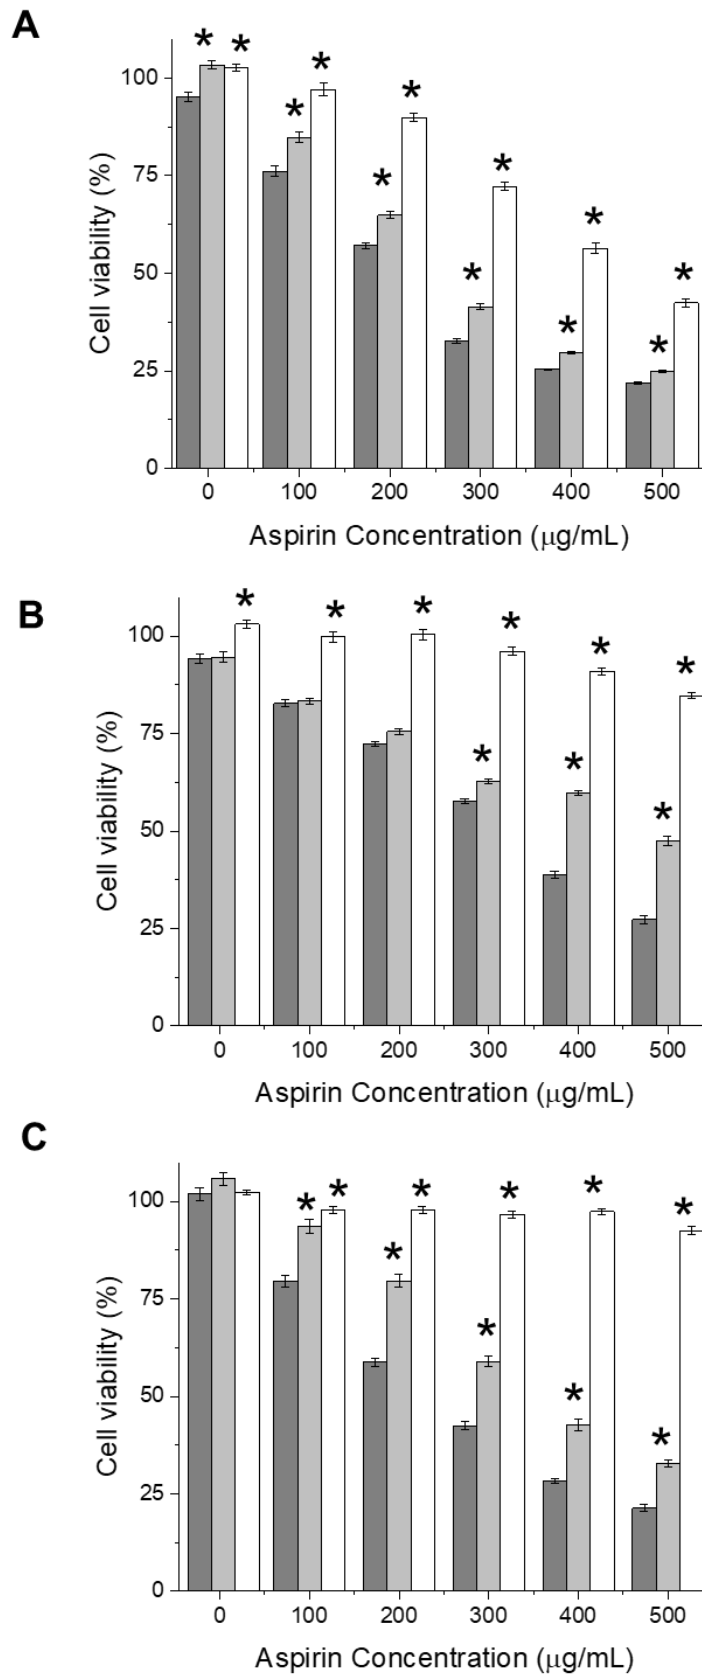 A
* * * * * * * * * * * *
100
75
50
25
0
Cell viability (%)
0 100 200 300 400 500
Aspirin Concentration (μg/mL)
B
* * * * * * * * *
100
75
50
25
0
Cell viability (%)
0 100 200 300 400 500
Aspirin Concentration (μg/mL)
C
* * * * * * * * * *
100
75
50
25
0
Cell viability (%)
0 100 200 300 400 500
Aspirin Concentration (μg/mL)